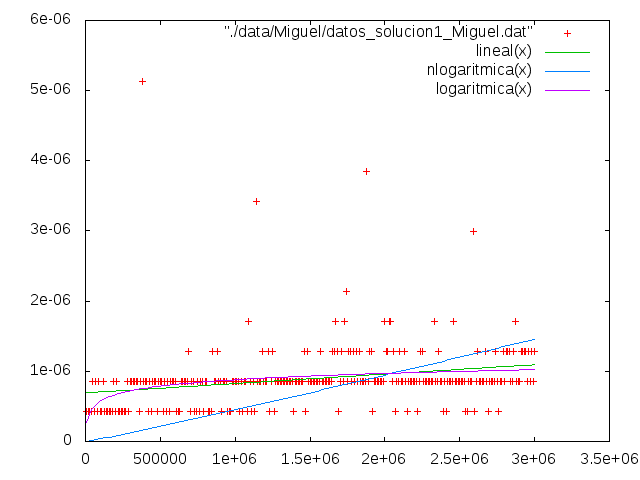 6e-06
"./data/Miguel/datos_solucion1_Miguel.dat"
lineal(x)
nlogaritmica(x)
logaritmica(x)
5e-06
4e-06
3e-06
2e-06
1e-06
0
0 500000 1e+06 1.5e+06 2e+06 2.5e+06 3e+06 3.5e+06